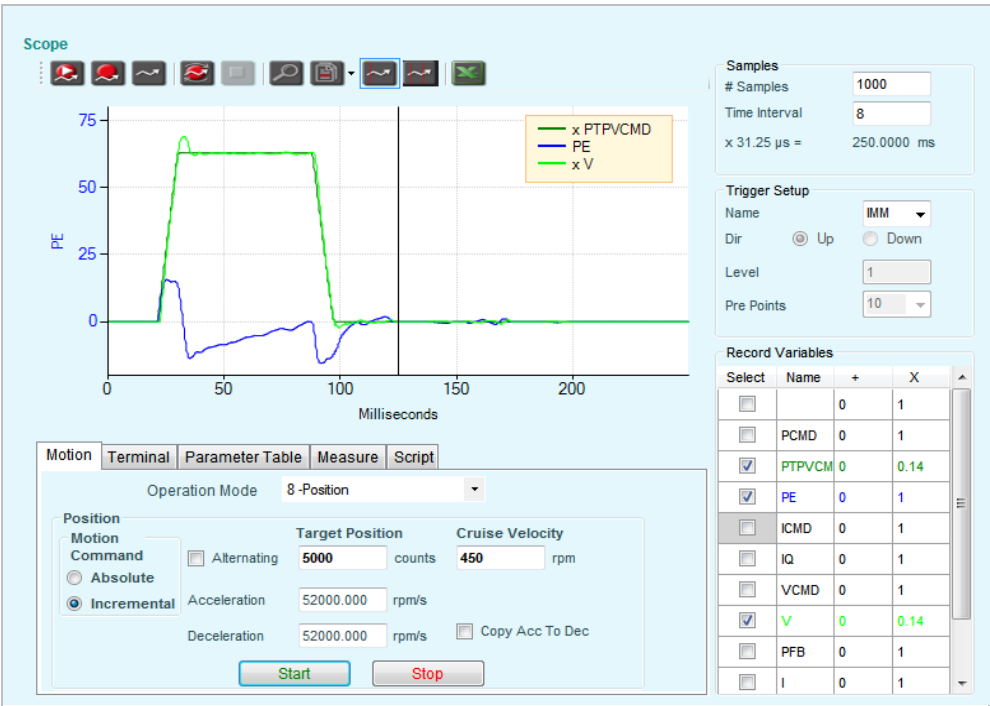 Scope
75
50
25
0
PE
0 50 100 150 200
Milliseconds
x PTPVCMD
PE
x V
Samples
# Samples 1000
Time Interval 8
x 31.25 µs = 250.0000 ms
Trigger Setup
Name IMM
Dir Up Down
Level 1
Pre Points 10
Record Variables
Select Name + X
0 1
PCMD 0 1
PTPVCM 0 0.14
PE 0 1
ICMD 0 1
IQ 0 1
VCMD 0 1
V 0 0.14
PFB 0 1
I 0 1
Motion Terminal Parameter Table Measure Script
Operation Mode 8 -Position
Position
Motion
Command
Absolute
Incremental
Target Position Cruise Velocity
Alternating 5000 counts 450 rpm
Acceleration 52000.000 rpm/s
Deceleration 52000.000 rpm/s Copy Acc To Dec
Start Stop